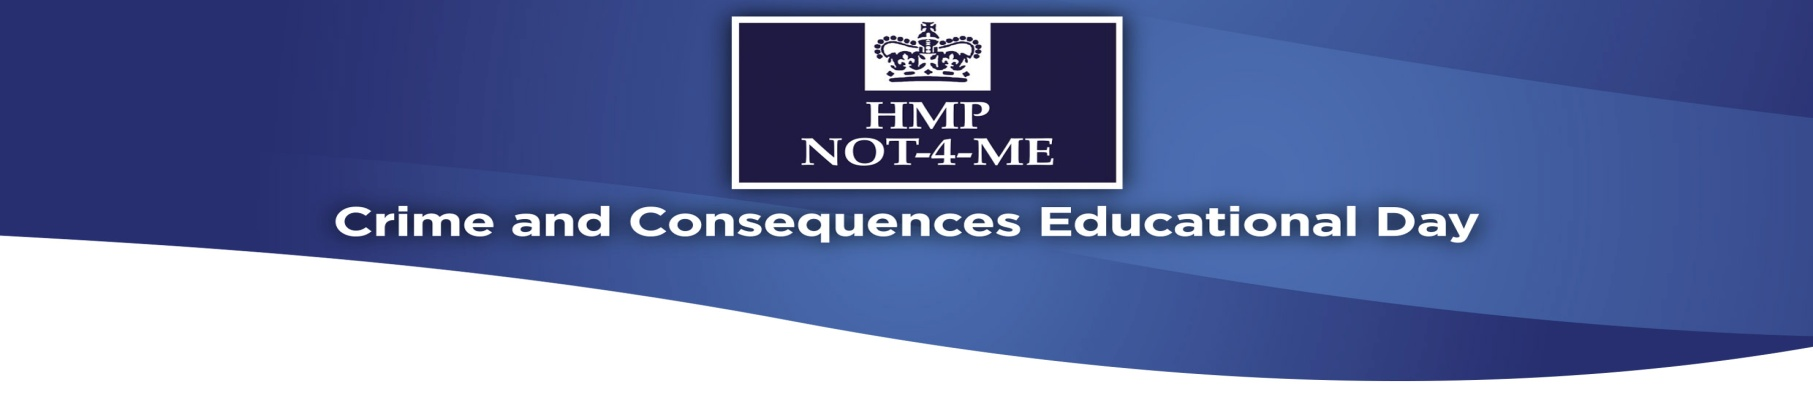 HMP
NOT-4-ME
Crime and Consequences Educational Day